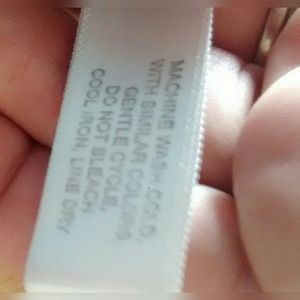 MACHINE WASH COLD,
WITH SIMILAR COLORS,
GENTLE CYCLE,
DO NOT BLEACH
COOL IRON, LINE DRY